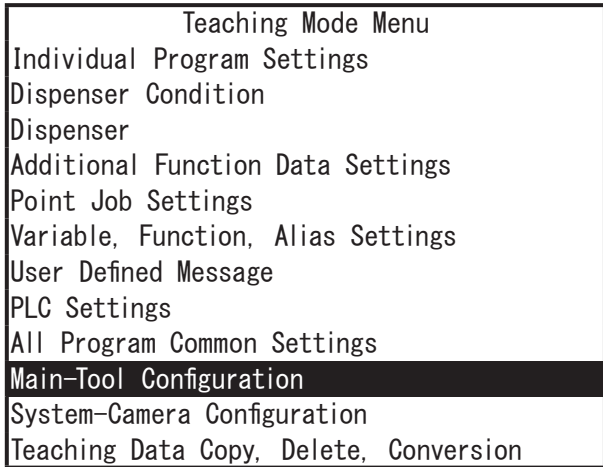 Teaching Mode Menu
Individual Program Settings
Dispenser Condition
Dispenser
Additional Function Data Settings
Point Job Settings
Variable, Function, Alias Settings
User Defined Message
PLC Settings
All Program Common Settings
Main-Tool Configuration
System-Camera Configuration
Teaching Data Copy, Delete, Conversion